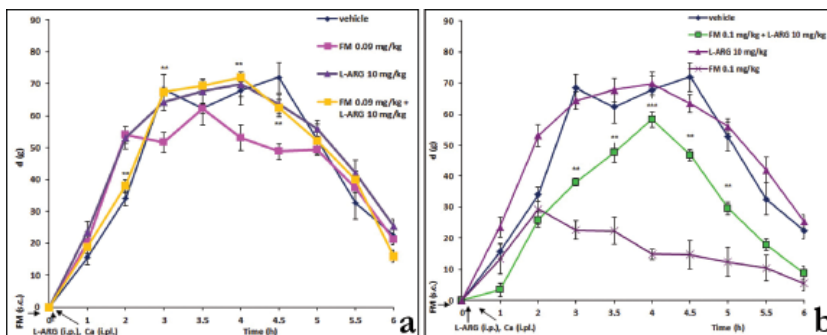 vehicle
FM 0.09 mg/kg
L-ARG 10 mg/kg
FM 0.09 mg/kg +
L-ARG 10 mg/kg
d (g)
90
80
70
60
50
40
30
20
10
0
** ** ** **
0 1 2 3 3.5 4 4.5 5 5.5 6
FM (s.c.)
L-ARG (i.p.), Ca (i.pl.)
Time (h)
a
vehicle
FM 0.1 mg/kg + L-ARG 10 mg/kg
L-ARG 10 mg/kg
FM 0.1 mg/kg
d (g)
90
80
70
60
50
40
30
20
10
0
** ** *** ** **
0 1 2 3 3.5 4 4.5 5 5.5 6
FM (s.c.)
L-ARG (i.p.), Ca (i.pl.)
Time (h)
b